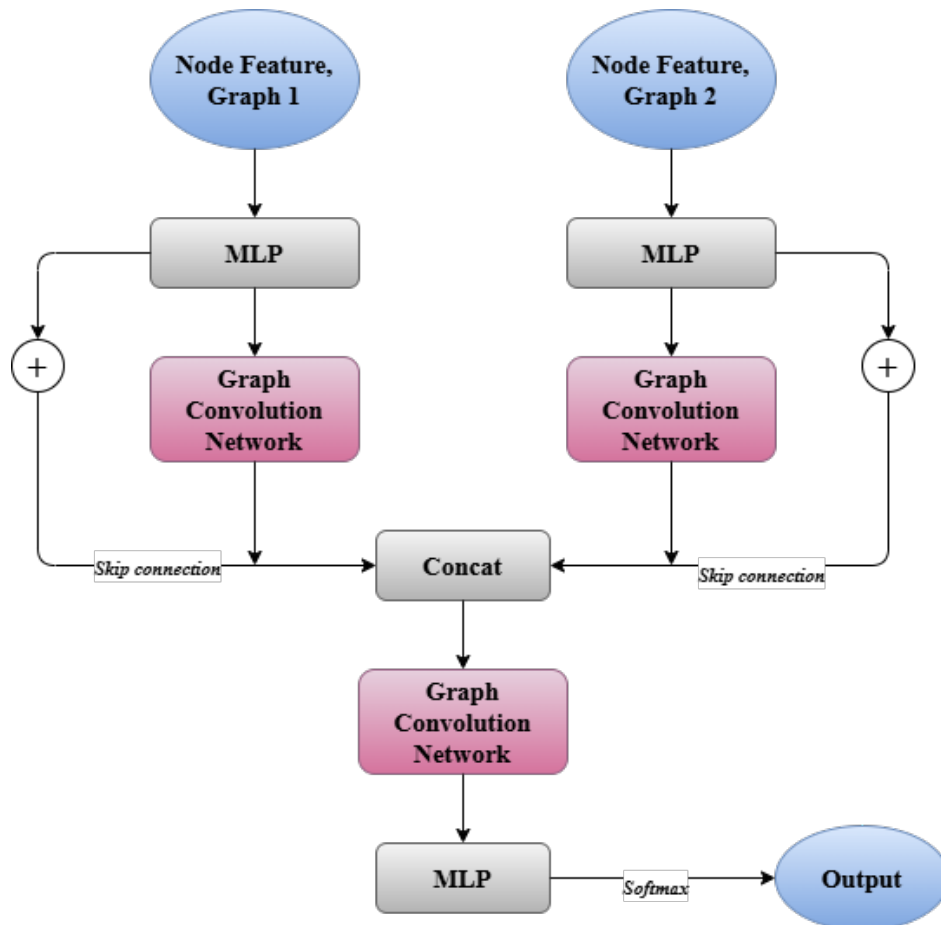 Node Feature,
Graph 1
Node Feature,
Graph 2
MLP
MLP
+
Graph
Convolution
Network
Graph
Convolution
Network
+
Skip connection
Concat
Skip connection
Graph
Convolution
Network
MLP
Softmax
Output